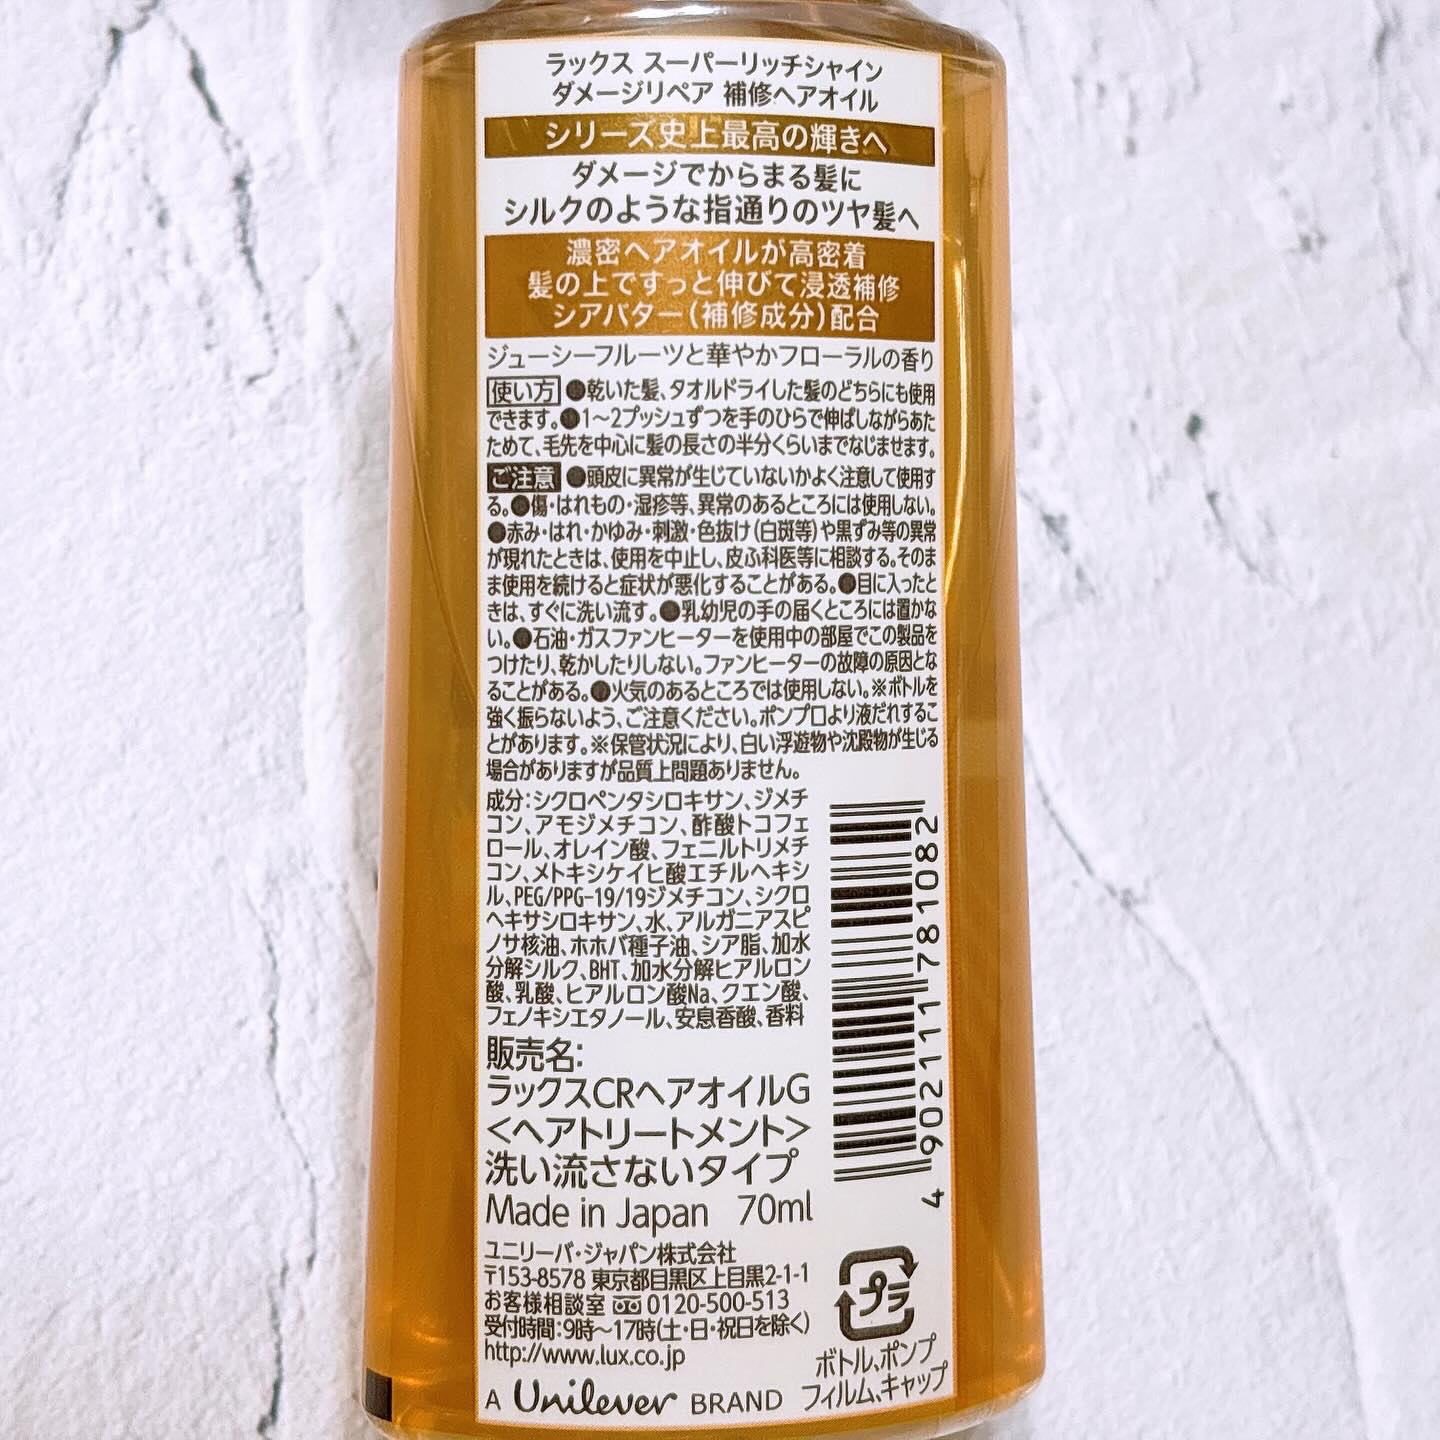 ラックス スーパーリッチシャイン
ダメージリペア 補修ヘアオイル
シリーズ史上最高の輝きへ
ダメージでからまる髪に
シルクのような指通りのツヤ髪へ
濃密ヘアオイルが高密着
髪の上ですっと伸びて浸透補修
シアバター(補修成分)配合
ジューシーフルーツと華やかフローラルの香り
使い方 ●乾いた髪、タオルドライした髪のどちらにも使用
できます。●1〜2プッシュずつを手のひらで伸ばしながらあた
ためて、毛先を中心に髪の長さの半分くらいまでなじませます。
ご注意 ●頭皮に異常が生じていないかよく注意して使用す
る。●傷・はれもの・湿疹等、異常のあるところには使用しない。
●赤み・はれ・かゆみ・刺激・色抜け(白斑等)や黒ずみ等の異常
が現れたときは、使用を中止し、皮ふ科医等に相談する。そのま
ま使用を続けると症状が悪化することがある。●目に入ったと
きは、すぐに洗い流す。●乳幼児の手の届くところには置かな
い。●石油・ガスファンヒーターを使用中の部屋でこの製品を
つけたり、乾かしたりしない。ファンヒーターの故障の原因とな
ることがある。●火気のあるところでは使用しない。※ボトルを
強く振らないよう、ご注意ください。ポンプ口より液だれするこ
とがあります。※保管状況により、白い浮遊物や沈殿物が生じる
場合がありますが品質上問題ありません。
成分:シクロペンタシロキサン、ジメチ
コン、アモジメチコン、酢酸トコフェ
ロール、オレイン酸、フェニルトリメチ
コン、メトキシケイヒ酸エチルヘキシ
ル、PEG/PPG-19/19ジメチコン、シクロ
ヘキサシロキサン、水、アルガニアスピ
ノサ核油、ホホバ種子油、シア脂、加水
分解シルク、BHT、加水分解ヒアルロン
酸、乳酸、ヒアルロン酸Na、クエン酸、
フェノキシエタノール、安息香酸、香料
販売名:
ラックスCRヘアオイルG
<ヘアトリートメント>
洗い流さないタイプ
Made in Japan 70ml
ユニリーバ・ジャパン株式会社
〒153-8578 東京都目黒区上目黒2-1-1
お客様相談室 0120-500-513
受付時間:9時〜17時(土・日・祝日を除く)
http://www.lux.co.jp
A Unilever BRAND
4 902111 781082
プラ
ボトル、ポンプ
フィルム、キャップ